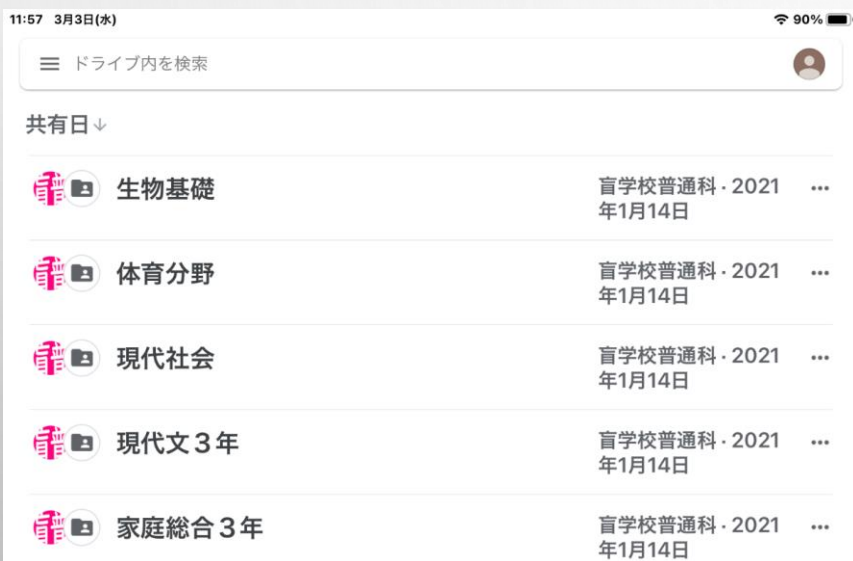 11:57 3月3日(水) 90%
ドライブ内を検索
共有日↓
生物基礎
盲学校普通科 · 2021
年1月14日
体育分野
盲学校普通科 · 2021
年1月14日
現代社会
盲学校普通科 · 2021
年1月14日
現代文３年
盲学校普通科 · 2021
年1月14日
家庭総合３年
盲学校普通科 · 2021
年1月14日